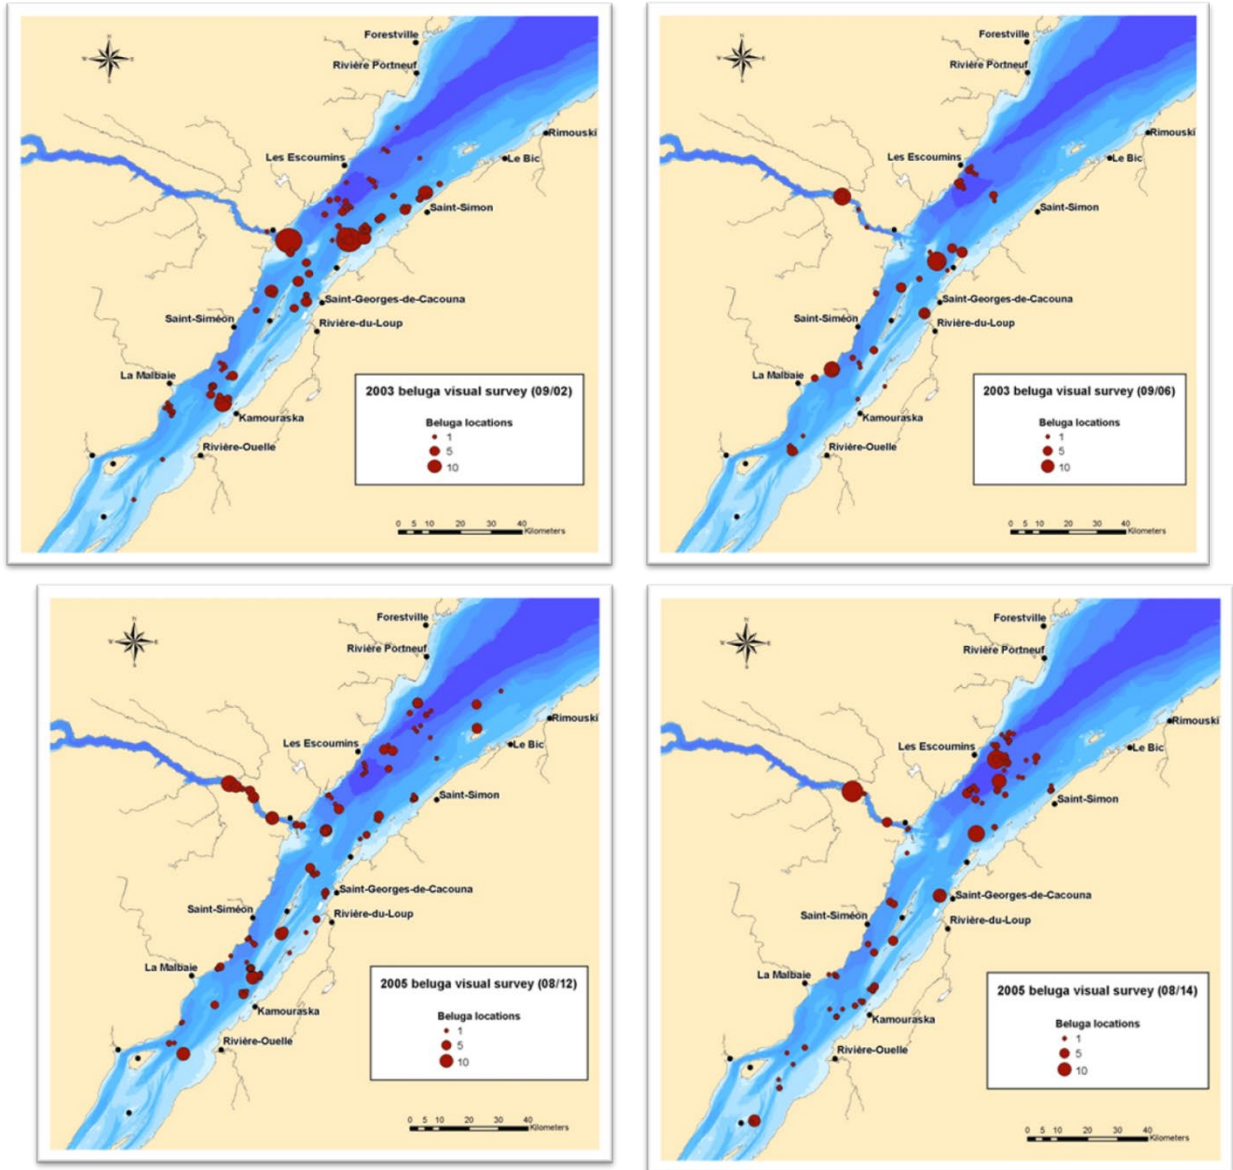 N
W
E
S
Forestville
Rivière Portneuf
Rimouski
Les Escoumins
Le Bic
Saint-Simon
Saint-Georges-de-Cacouna
Saint-Siméon
Rivière-du-Loup
La Malbaie
2003 beluga visual survey (09/02)
Beluga locations
1
5
10
Kamouraska
Rivière-Ouelle
0 5 10 20 30 40
Kilometers
N
W
E
S
Forestville
Rivière Portneuf
Rimouski
Les Escoumins
Le Bic
Saint-Simon
Saint-Georges-de-Cacouna
Saint-Siméon
Rivière-du-Loup
La Malbaie
2003 beluga visual survey (09/06)
Beluga locations
1
5
10
Kamouraska
Rivière-Ouelle
0 5 10 20 30 40
Kilometers
N
W
E
S
Forestville
Rivière Portneuf
Rimouski
Les Escoumins
Le Bic
Saint-Simon
Saint-Georges-de-Cacouna
Saint-Siméon
Rivière-du-Loup
La Malbaie
2005 beluga visual survey (08/12)
Beluga locations
1
5
10
Kamouraska
Rivière-Ouelle
0 5 10 20 30 40
Kilometers
N
W
E
S
Forestville
Rivière Portneuf
Rimouski
Les Escoumins
Le Bic
Saint-Simon
Saint-Georges-de-Cacouna
Saint-Siméon
Rivière-du-Loup
La Malbaie
2005 beluga visual survey (08/14)
Beluga locations
1
5
10
Kamouraska
Rivière-Ouelle
0 5 10 20 30 40
Kilometers